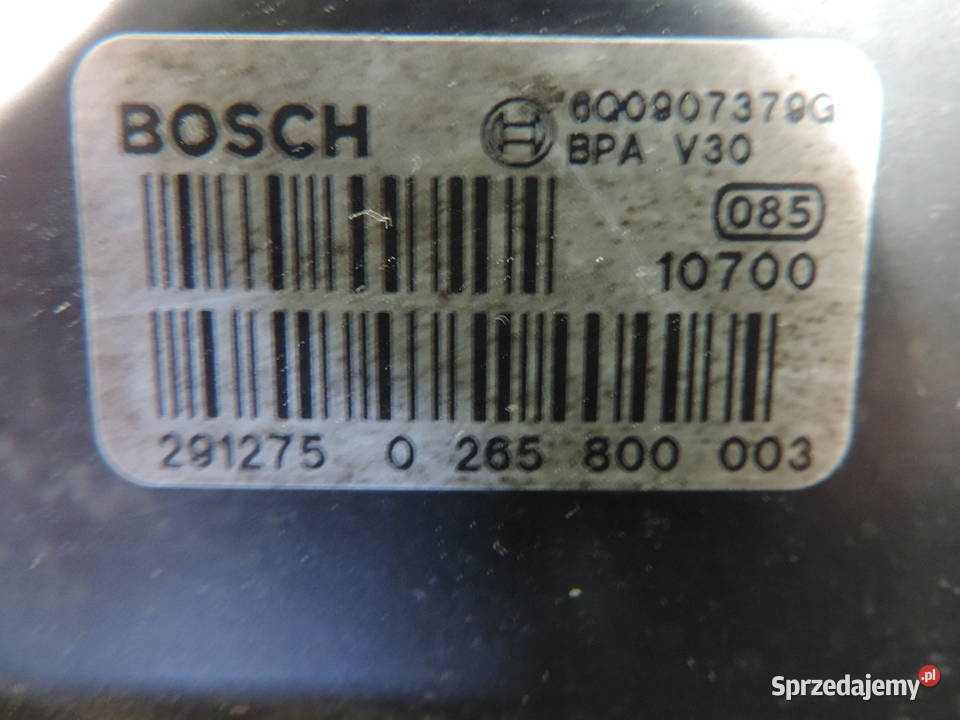 BOSCH
6Q0907379G
BPA V30
085
10700
291275 0 265 800 003
Sprzedajemy.pl